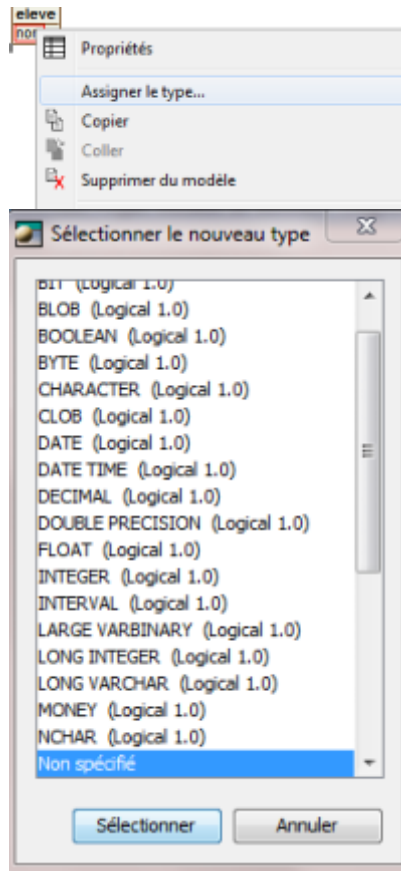 eleve
Propriétés
Assigner le type...
Copier
Coller
Supprimer du modèle
Sélectionner le nouveau type
BIT (Logical 1.0)
BLOB (Logical 1.0)
BOOLEAN (Logical 1.0)
BYTE (Logical 1.0)
CHARACTER (Logical 1.0)
CLOB (Logical 1.0)
DATE (Logical 1.0)
DATE TIME (Logical 1.0)
DECIMAL (Logical 1.0)
DOUBLE PRECISION (Logical 1.0)
FLOAT (Logical 1.0)
INTEGER (Logical 1.0)
INTERVAL (Logical 1.0)
LARGE VARBINARY (Logical 1.0)
LONG INTEGER (Logical 1.0)
LONG VARCHAR (Logical 1.0)
MONEY (Logical 1.0)
NCHAR (Logical 1.0)
Non spécifié
Sélectionner Annuler